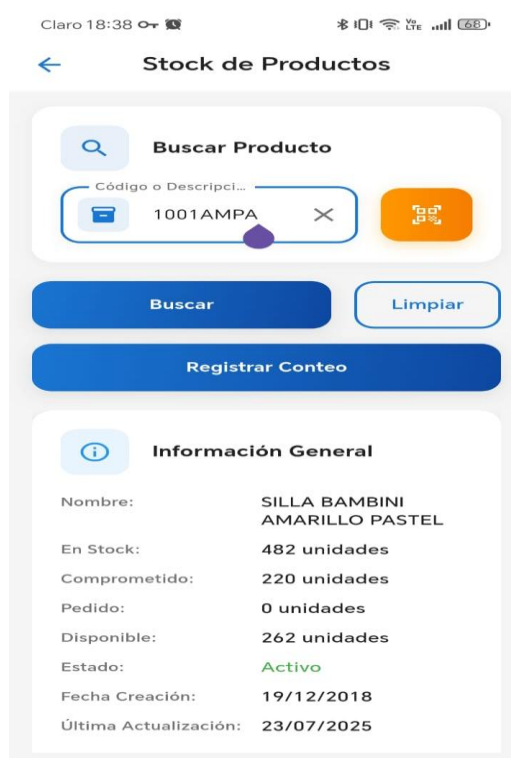 Claro 18:38
Vo
LTE
68
Stock de Productos
Buscar Producto
Código o Descripci...
1001AMPA
Buscar
Limpiar
Registrar Conteo
Información General
Nombre: SILLA BAMBINI
AMARILLO PASTEL
En Stock: 482 unidades
Comprometido: 220 unidades
Pedido: 0 unidades
Disponible: 262 unidades
Estado: Activo
Fecha Creación: 19/12/2018
Última Actualización: 23/07/2025